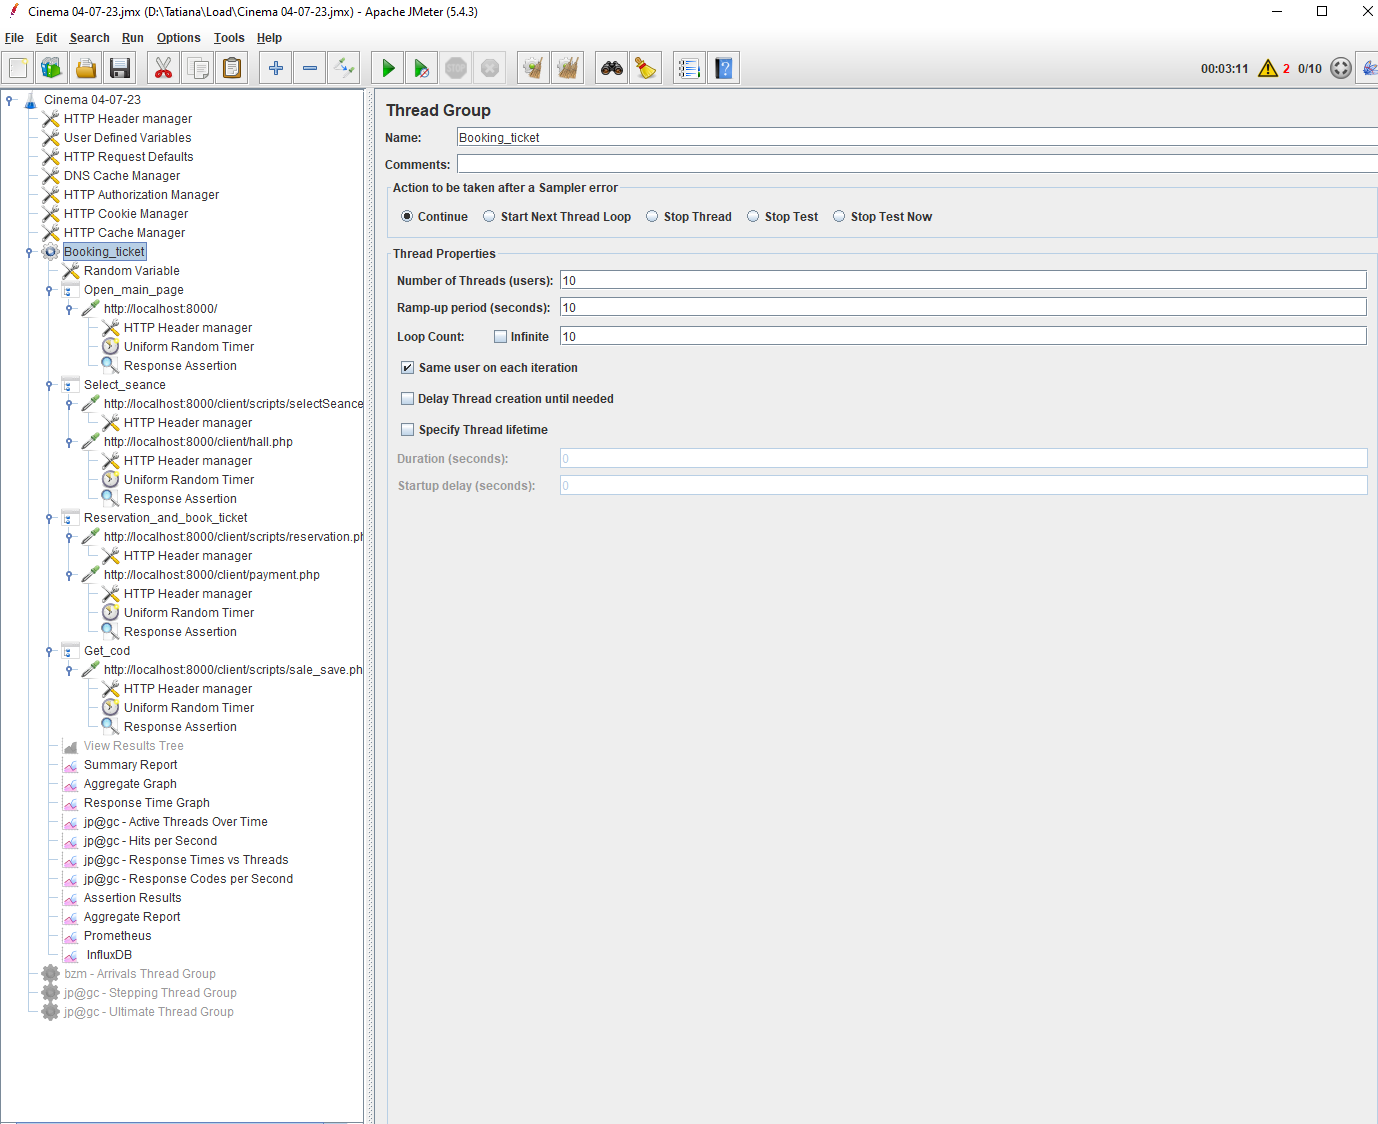 Cinema 04-07-23.jmx (D:\Tatiana\Load\Cinema 04-07-23.jmx) - Apache JMeter (5.4.3)
File Edit Search Run Options Tools Help
STOP
00:03:11 2 0/10
Cinema 04-07-23
HTTP Header manager
User Defined Variables
HTTP Request Defaults
DNS Cache Manager
HTTP Authorization Manager
HTTP Cookie Manager
HTTP Cache Manager
Booking_ticket
Random Variable
Open_main_page
http://localhost:8000/
HTTP Header manager
Uniform Random Timer
Response Assertion
Select_seance
http://localhost:8000/client/scripts/selectSeance
HTTP Header manager
http://localhost:8000/client/hall.php
HTTP Header manager
Uniform Random Timer
Response Assertion
Reservation_and_book_ticket
http://localhost:8000/client/scripts/reservation.ph
HTTP Header manager
http://localhost:8000/client/payment.php
HTTP Header manager
Uniform Random Timer
Response Assertion
Get_cod
http://localhost:8000/client/scripts/sale_save.ph
HTTP Header manager
Uniform Random Timer
Response Assertion
View Results Tree
Summary Report
Aggregate Graph
Response Time Graph
jp@gc - Active Threads Over Time
jp@gc - Hits per Second
jp@gc - Response Times vs Threads
jp@gc - Response Codes per Second
Assertion Results
Aggregate Report
Prometheus
InfluxDB
bzm - Arrivals Thread Group
jp@gc - Stepping Thread Group
jp@gc - Ultimate Thread Group
Thread Group
Name: Booking_ticket
Comments:
Action to be taken after a Sampler error
Continue Start Next Thread Loop Stop Thread Stop Test Stop Test Now
Thread Properties
Number of Threads (users): 10
Ramp-up period (seconds): 10
Loop Count: Infinite 10
Same user on each iteration
Delay Thread creation until needed
Specify Thread lifetime
Duration (seconds): 0
Startup delay (seconds): 0